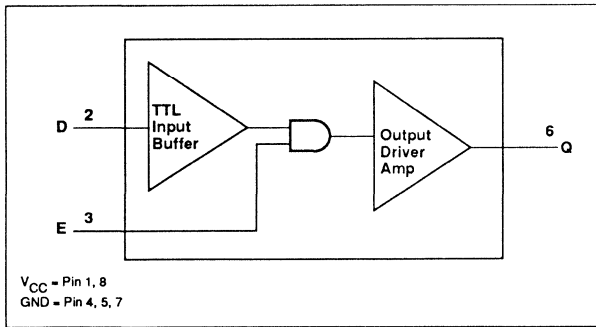 TTL
Input
Buffer
D 2
E 3
Output
Driver
Amp
6
Q
VCC = Pin 1, 8
GND = Pin 4, 5, 7